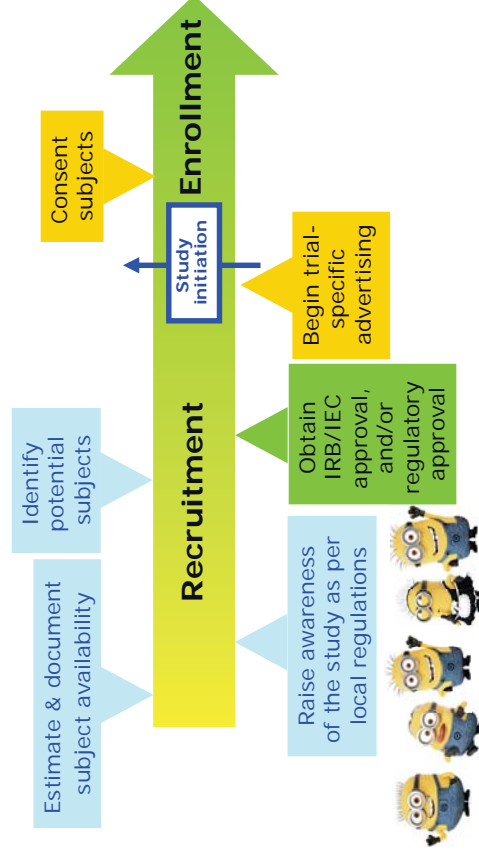 Estimate & document
subject availability
Identify
potential
subjects
Consent
subjects
Recruitment
Study
initiation
Enrollment
Raise awareness
of the study as per
local regulations
Obtain
IRB/IEC
approval,
and/or
regulatory
approval
Begin trial-
specific
advertising